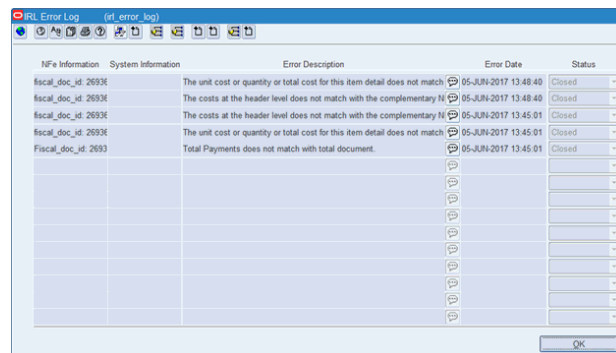 IRL Error Log (irl_error_log)
NFe Information System Information Error Description Error Date Status
fiscal_doc_id: 26936 The unit cost or quantity or total cost for this item detail does not match 05-JUN-2017 13:48:40 Closed
fiscal_doc_id: 26936 The costs at the header level does not match with the complementary N 05-JUN-2017 13:48:40 Closed
fiscal_doc_id: 26936 The costs at the header level does not match with the complementary N 05-JUN-2017 13:45:01 Closed
fiscal_doc_id: 26936 The unit cost or quantity or total cost for this item detail does not match 05-JUN-2017 13:45:01 Closed
Fiscal_doc_id: 2693 Total Payments does not match with total document. 05-JUN-2017 13:45:01 Closed
OK